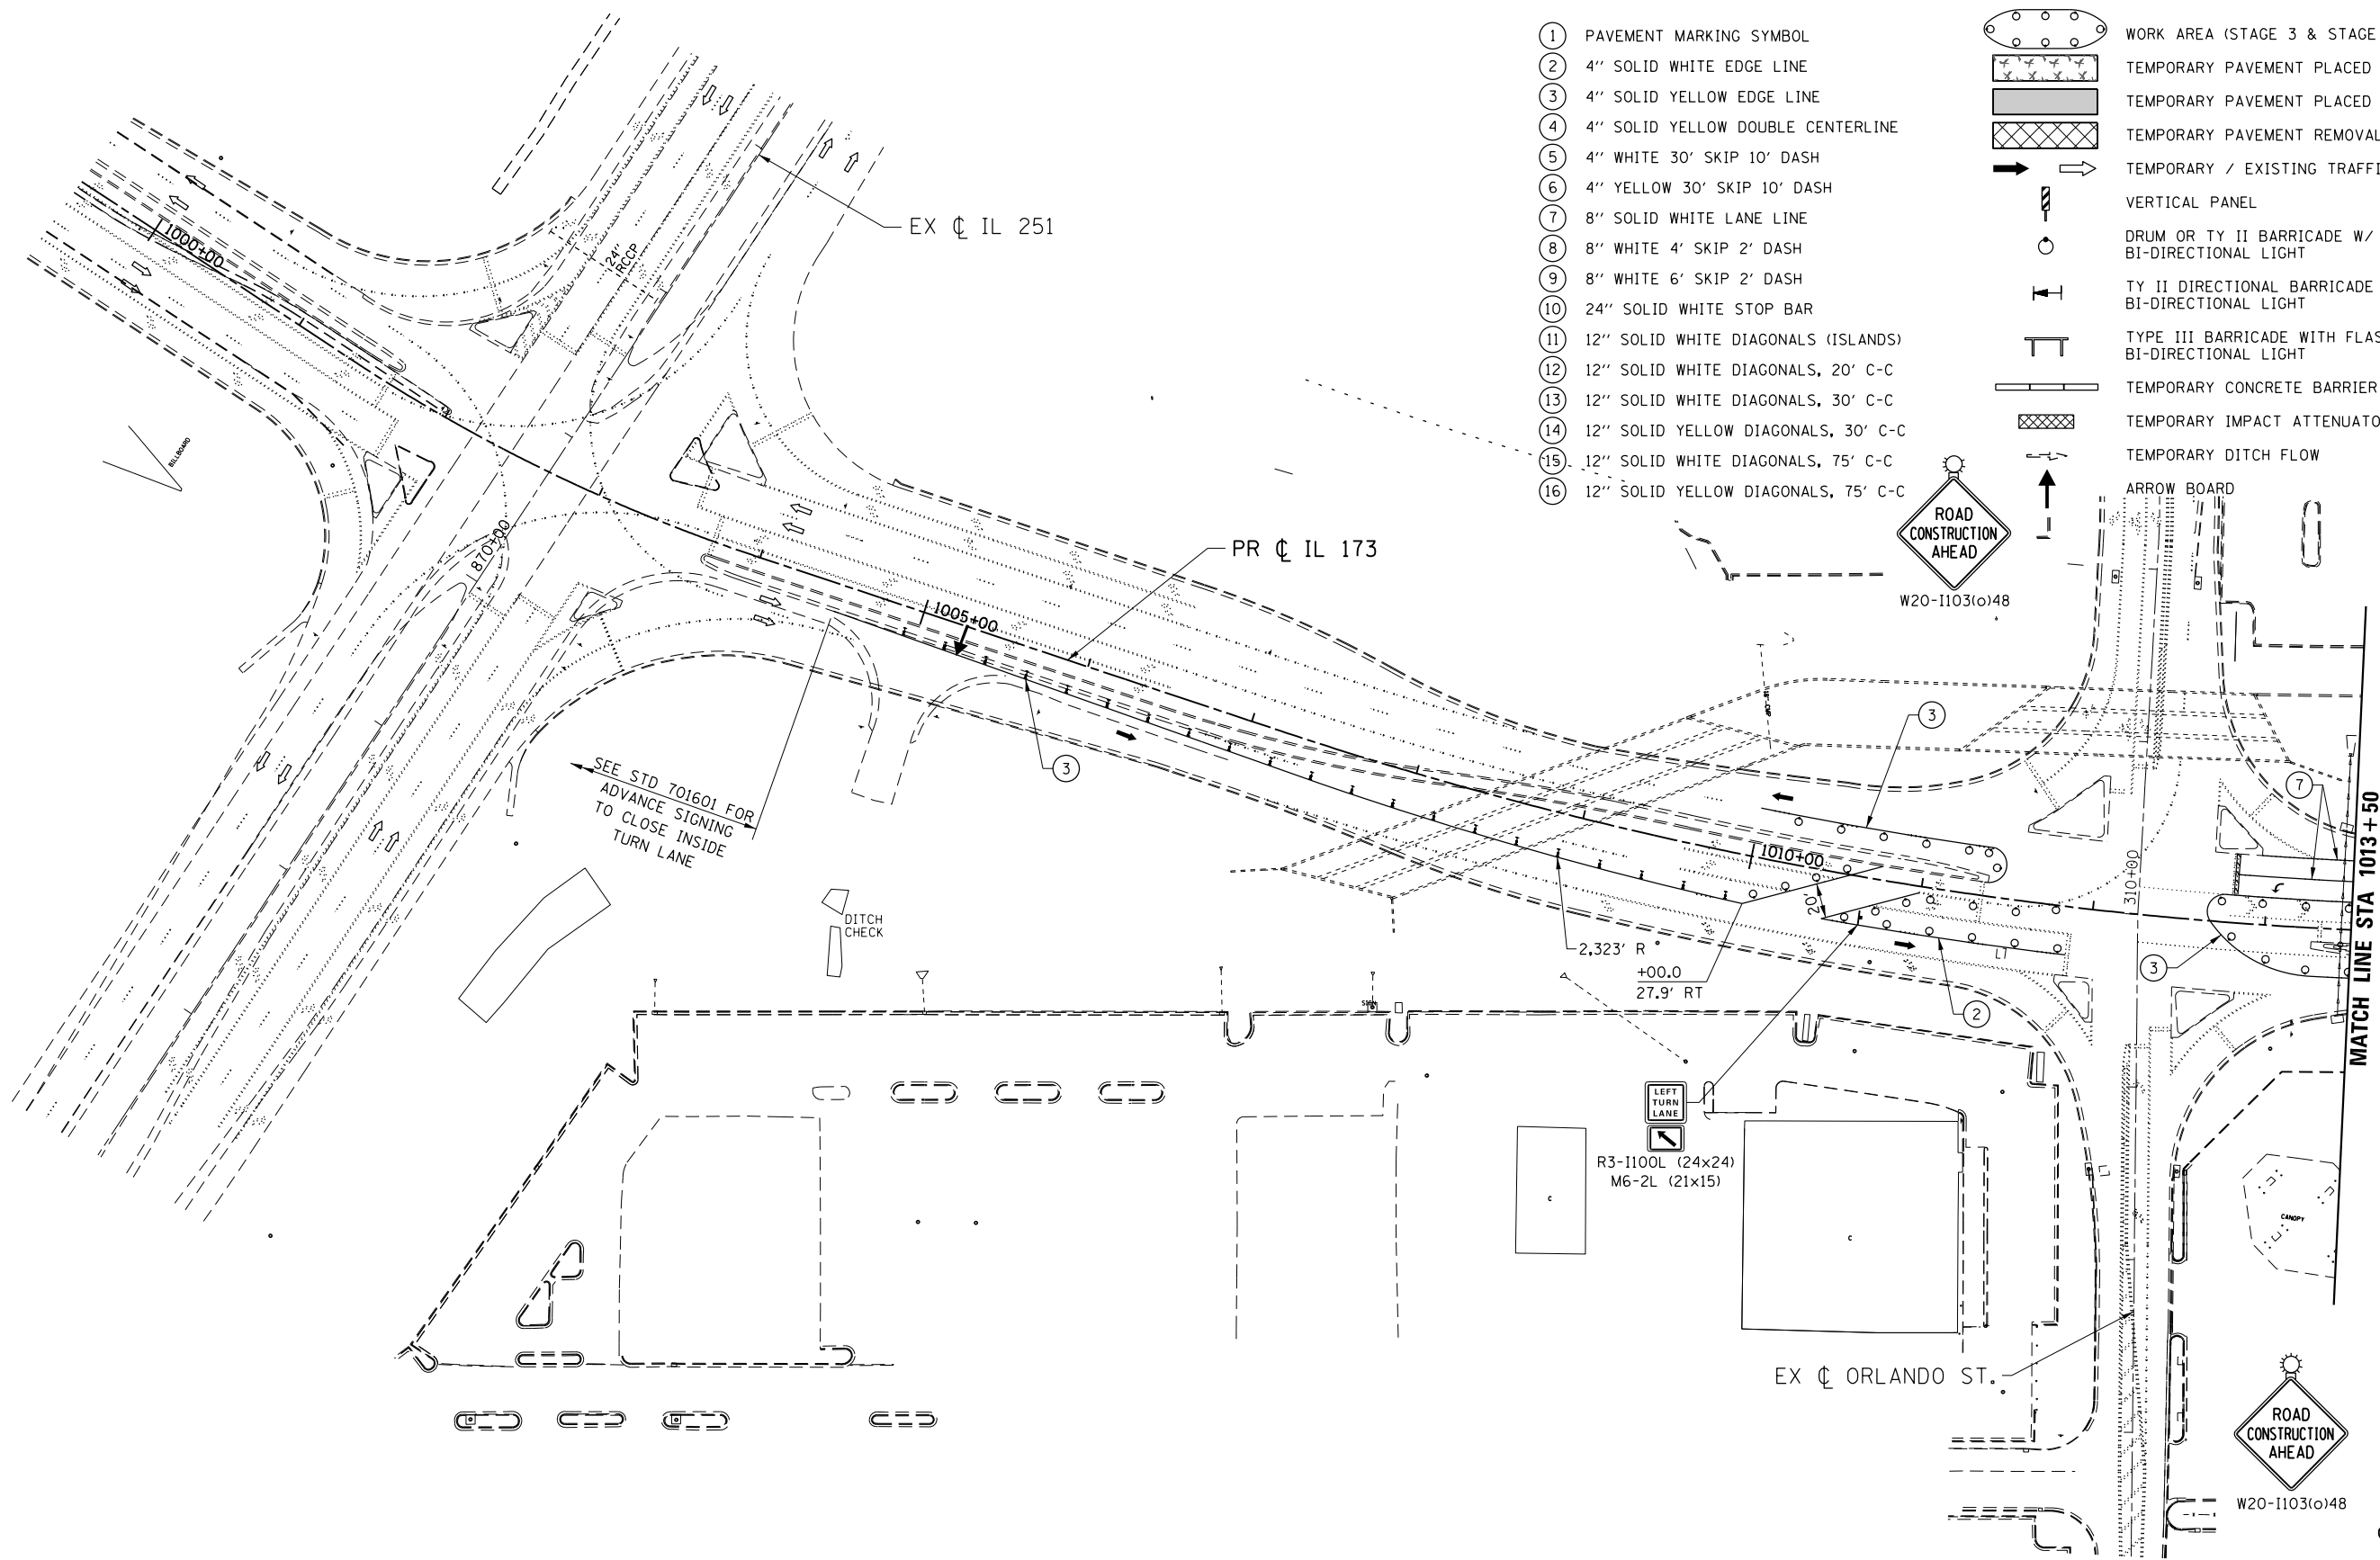 1 PAVEMENT MARKING SYMBOL
2 4'' SOLID WHITE EDGE LINE
3 4'' SOLID YELLOW EDGE LINE
4 4'' SOLID YELLOW DOUBLE CENTERLINE
5 4'' WHITE 30' SKIP 10' DASH
6 4'' YELLOW 30' SKIP 10' DASH
7 8'' SOLID WHITE LANE LINE
8 8'' WHITE 4' SKIP 2' DASH
9 8'' WHITE 6' SKIP 2' DASH
10 24'' SOLID WHITE STOP BAR
11 12'' SOLID WHITE DIAGONALS (ISLANDS)
12 12'' SOLID WHITE DIAGONALS, 20' C-C
13 12'' SOLID WHITE DIAGONALS, 30' C-C
14 12'' SOLID YELLOW DIAGONALS, 30' C-C
15 12'' SOLID WHITE DIAGONALS, 75' C-C
16 12'' SOLID YELLOW DIAGONALS, 75' C-C
WORK AREA (STAGE 3 & STAGE
TEMPORARY PAVEMENT PLACED
TEMPORARY PAVEMENT PLACED
TEMPORARY PAVEMENT REMOVAL
TEMPORARY / EXISTING TRAFFI
VERTICAL PANEL
DRUM OR TY II BARRICADE W/
BI-DIRECTIONAL LIGHT
TY II DIRECTIONAL BARRICADE
BI-DIRECTIONAL LIGHT
TYPE III BARRICADE WITH FLAS
BI-DIRECTIONAL LIGHT
TEMPORARY CONCRETE BARRIER
TEMPORARY IMPACT ATTENUATO
TEMPORARY DITCH FLOW
ARROW BOARD
EX ℄ IL 251
24''
RCCP
1000+00
BILLBOARD
870+00
PR ℄ IL 173
1005+00
ROAD
CONSTRUCTION
AHEAD
W20-I103(o)48
3
3
7
SEE STD 701601 FOR
ADVANCE SIGNING
TO CLOSE INSIDE
TURN LANE
1010+00
310+00
20'
DITCH
CHECK
2,323' R
+00.0
27.9' RT
L1
3
2
MATCH LINE STA 1013+50
SIGN
LEFT
TURN
LANE
R3-I100L (24x24)
M6-2L (21x15)
C
C
CANOPY
EX ℄ ORLANDO ST.
ROAD
CONSTRUCTION
AHEAD
W20-I103(o)48